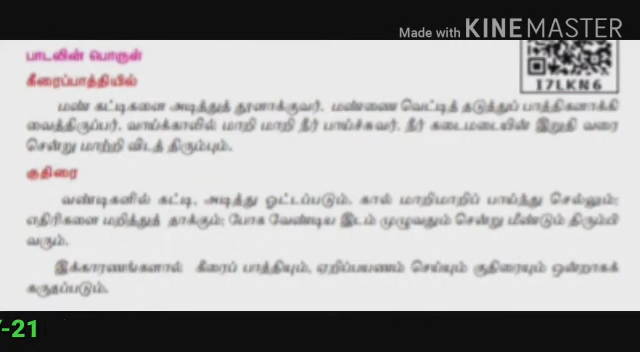 Made with KINEMASTER
பாடலின் பொருள்
I7LKN6
கீரைப்பாத்தியில்
மண் கட்டிகளை அடித்துத் தூளாக்குவர். மண்ணை வெட்டித் தடுத்துப் பாத்திகளாக்கி
வைத்திருப்பர். வாய்க்காலில் மாறி மாறி நீர் பாய்ச்சுவர். நீர் கடைமடையின் இறுதி வரை
சென்று மாற்றி விடத் திரும்பும்.
குதிரை
வண்டிகளில் கட்டி, அடித்து ஓட்டப்படும். கால் மாறிமாறிப் பாய்ந்து செல்லும்;
எதிரிகளை மறித்துத் தாக்கும்; போக வேண்டிய இடம் முழுவதும் சென்று மீண்டும் திரும்பி
வரும்.
இக்காரணங்களால் கீரைப் பாத்தியும், ஏறிப்பயணம் செய்யும் குதிரையும் ஒன்றாகக்
கருதப்படும்.
-21